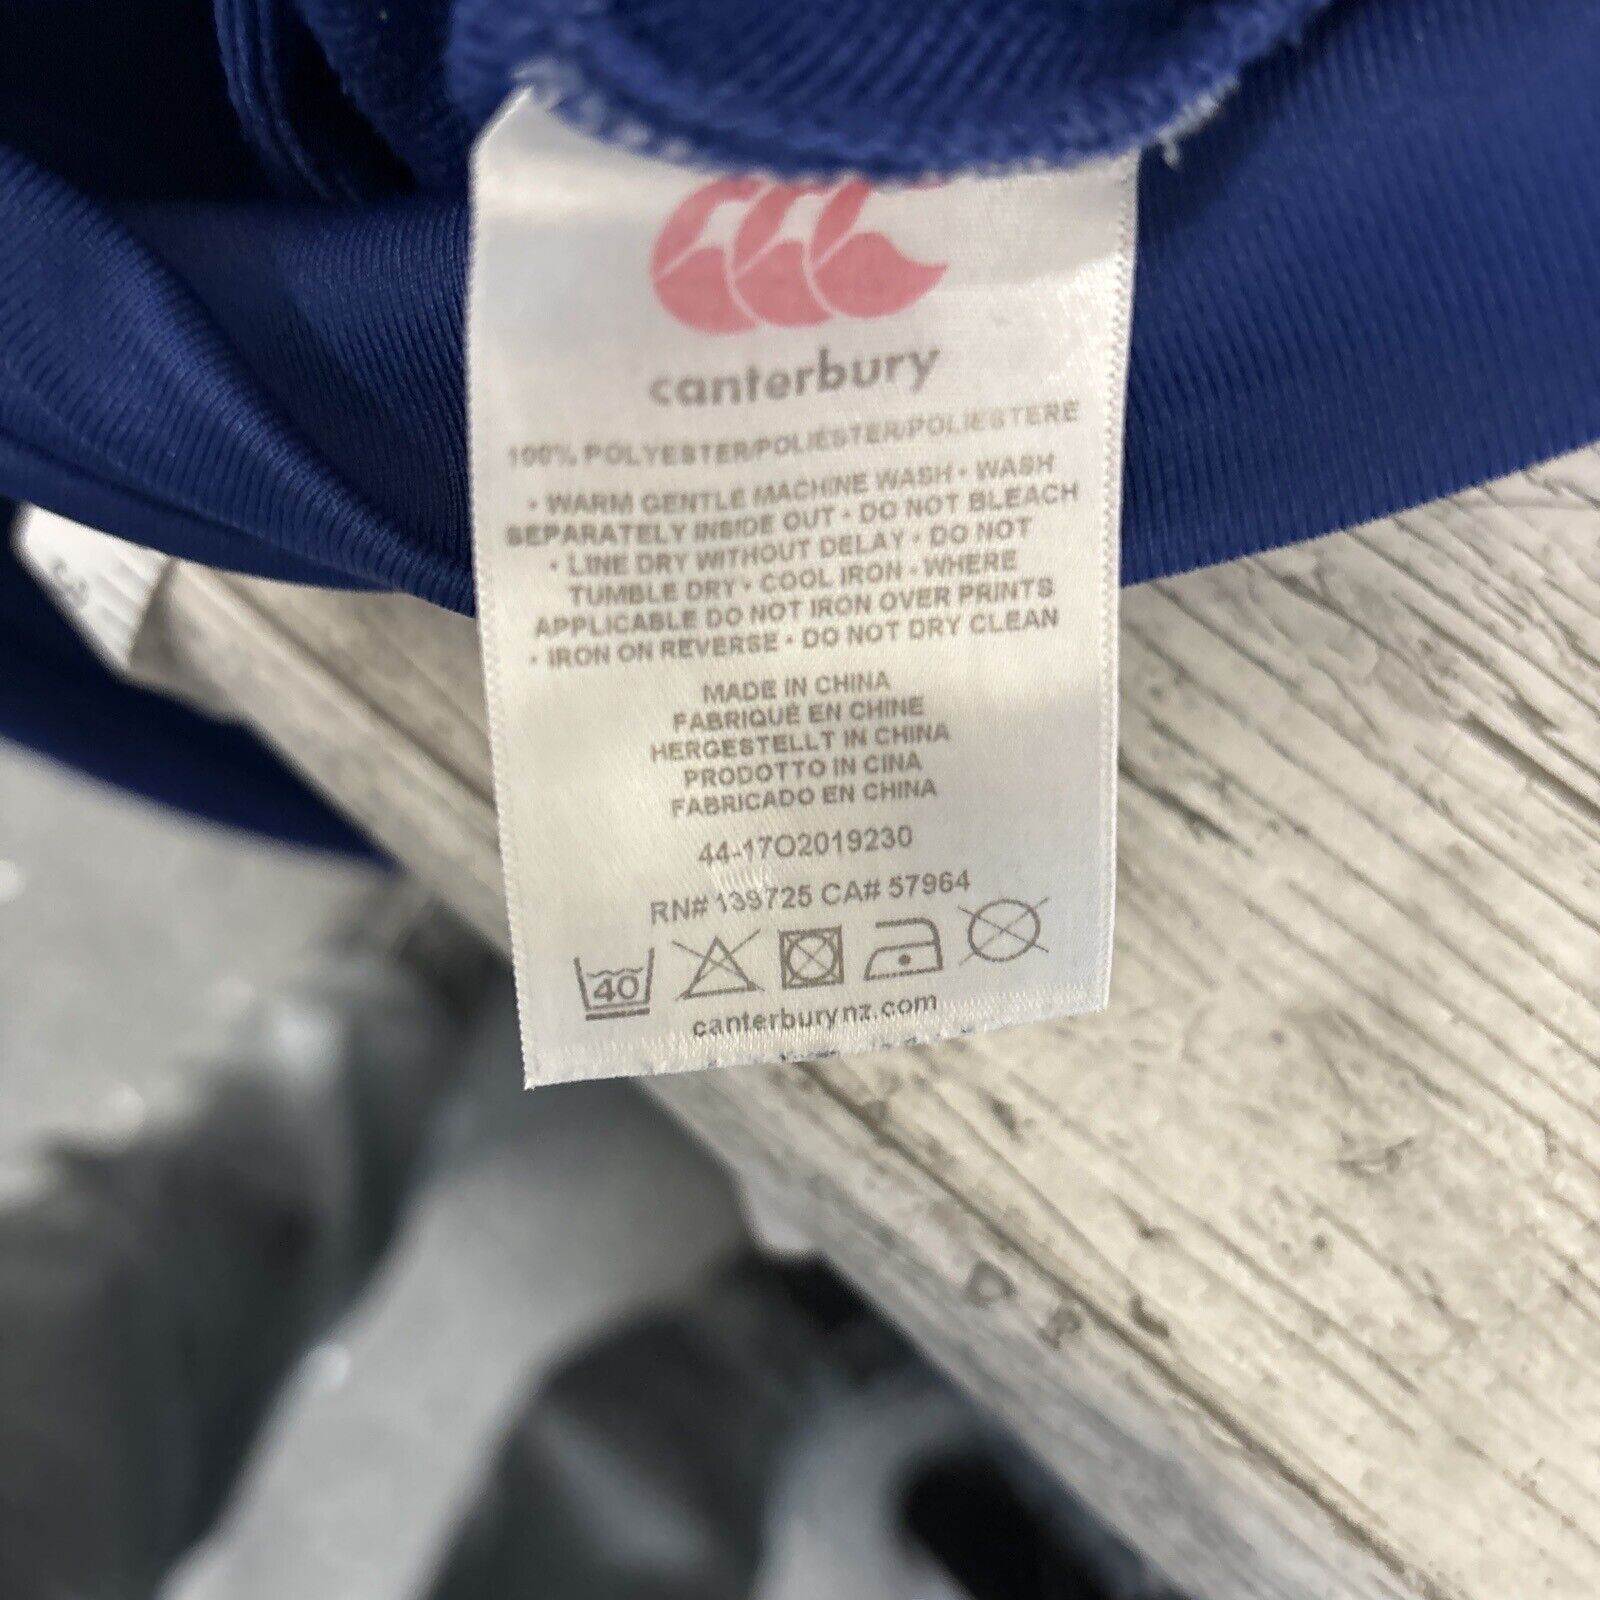 canterbury
100% POLYESTER/POLIESTER/POLIESTERE
• WARM GENTLE MACHINE WASH • WASH
SEPARATELY INSIDE OUT • DO NOT BLEACH
• LINE DRY WITHOUT DELAY • DO NOT
TUMBLE DRY • COOL IRON • WHERE
APPLICABLE DO NOT IRON OVER PRINTS
• IRON ON REVERSE • DO NOT DRY CLEAN
MADE IN CHINA
FABRIQUÉ EN CHINE
HERGESTELLT IN CHINA
PRODOTTO IN CINA
FABRICADO EN CHINA
44-17O2019230
RN# 139725 CA# 57964
40
canterburynz.com